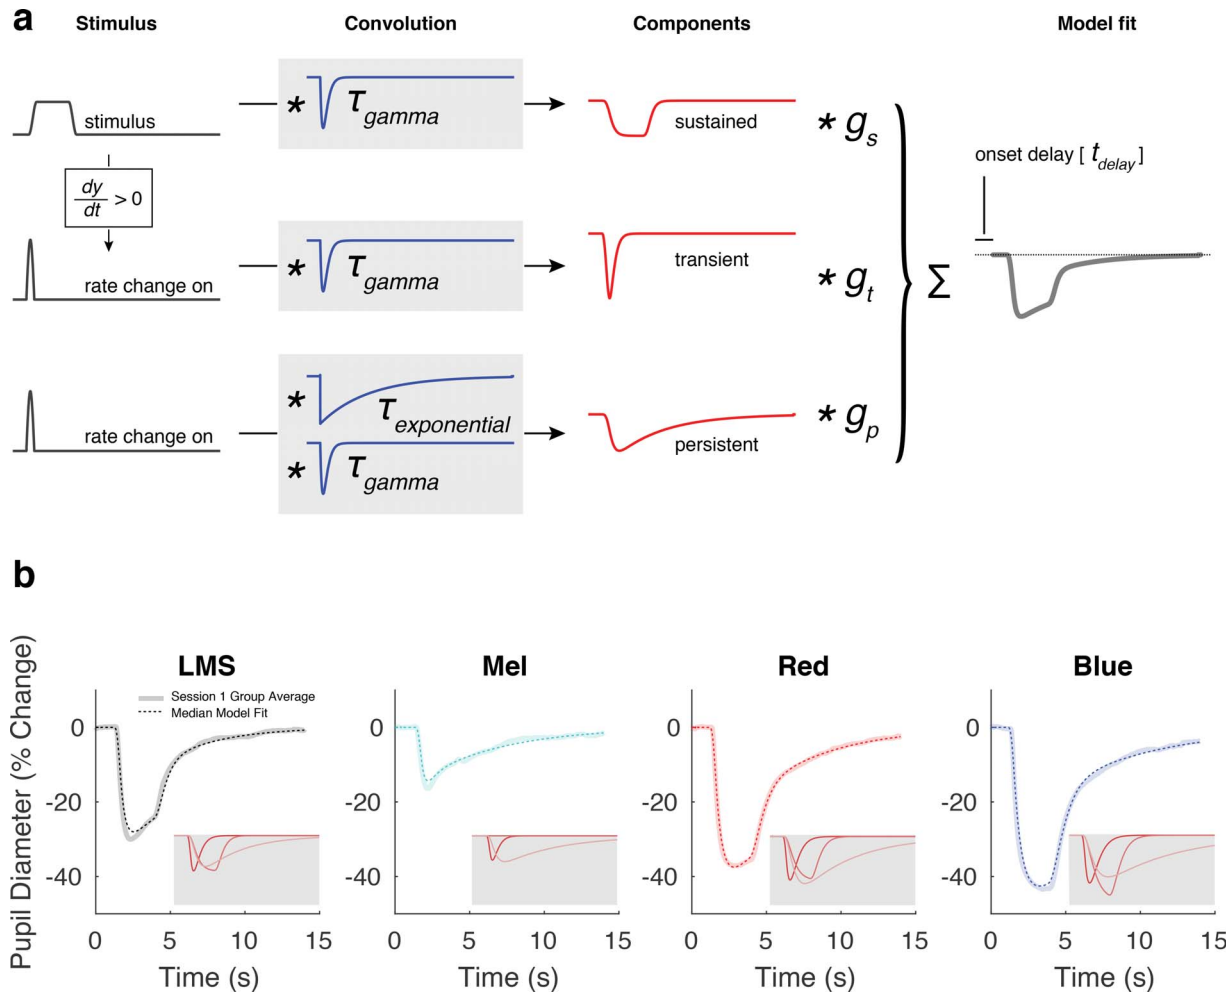 a
Stimulus Convolution Components Model fit
stimulus
* τgamma
sustained
* gs
dy/dt > 0
onset delay [ tdelay ]
rate change on
* τgamma
transient
* gt
Σ
rate change on
* τexponential
* τgamma
persistent
* gp
b
Pupil Diameter (% Change)
LMS
Session 1 Group Average
Median Model Fit
0
-20
-40
0 5 10 15
Time (s)
Mel
0
-20
-40
0 5 10 15
Time (s)
Red
0
-20
-40
0 5 10 15
Time (s)
Blue
0
-20
-40
0 5 10 15
Time (s)